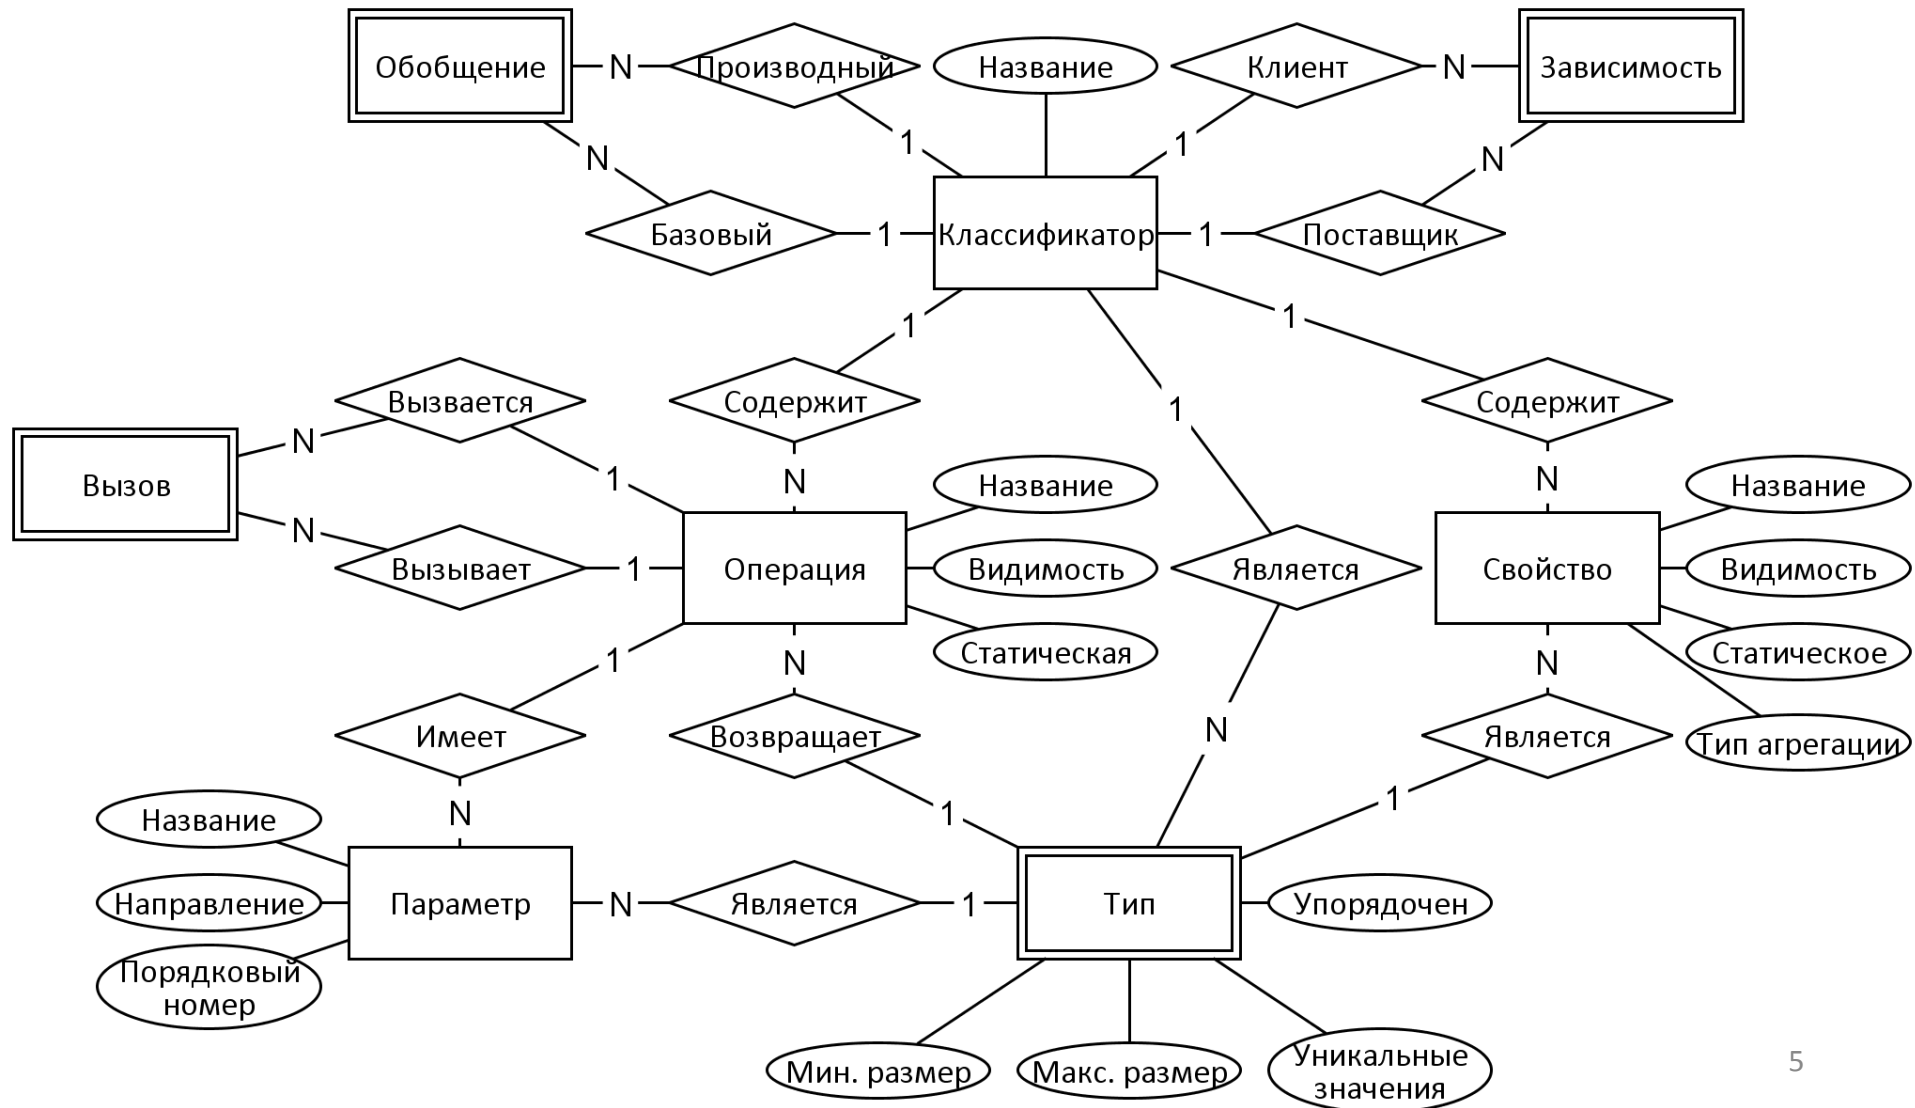 Обобщение
N
Производный
Название
Клиент
N
Зависимость
1
1
N
N
Базовый
1
Классификатор
1
Поставщик
1
1
Вызвается
Содержит
1
Содержит
N
Вызов
1
N
N
Название
Название
N
Вызывает
1
Операция
Видимость
Является
Свойство
Видимость
Статическая
Статическое
1
N
N
Имеет
Возвращает
N
Является
Тип агрегации
N
1
1
Название
Направление
Параметр
N
Является
1
Тип
Упорядочен
Порядковый
номер
Мин. размер
Макс. размер
Уникальные
значения
5